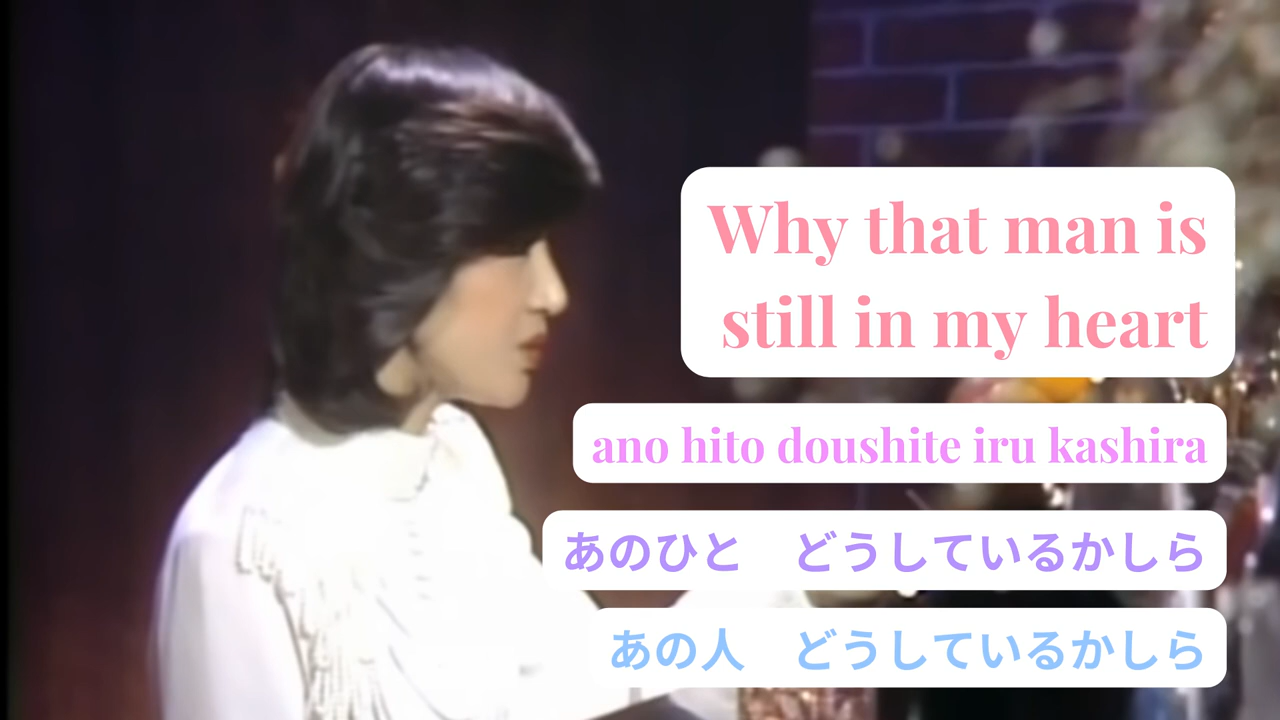 Why that man is
still in my heart
ano hito doushite iru kashira
あのひと　どうしているかしら
あの人　どうしているかしら